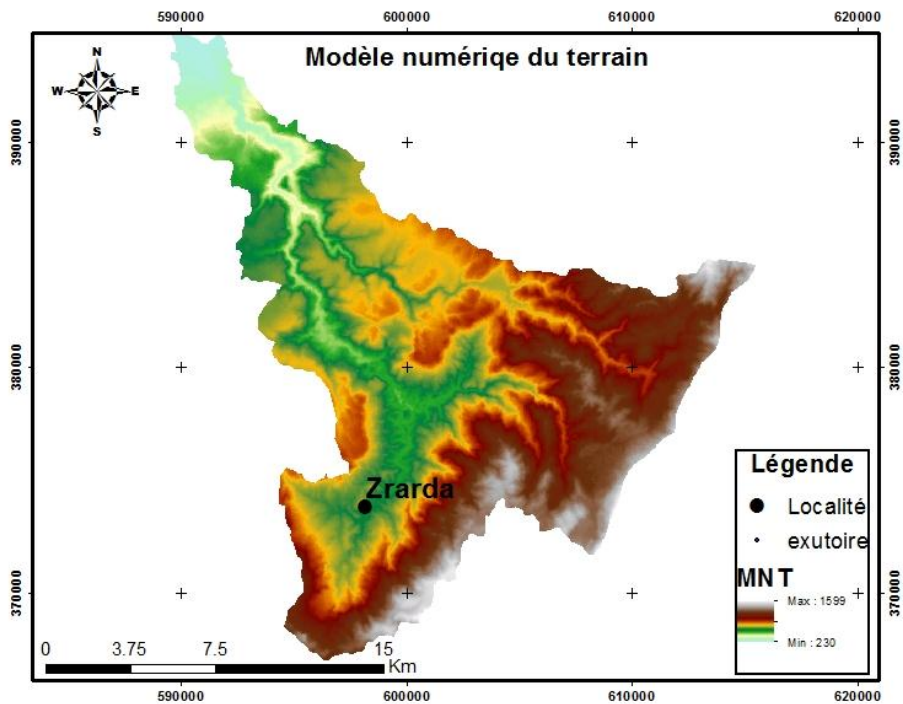 590000 600000 610000 620000
Modèle numériqe du terrain
N
W E
S
390000 390000
380000 380000
Légende
Zrarda
Localité
exutoire
MNT
Max : 1599
370000 370000
Min : 230
0 3.75 7.5 15
Km
590000 600000 610000 620000